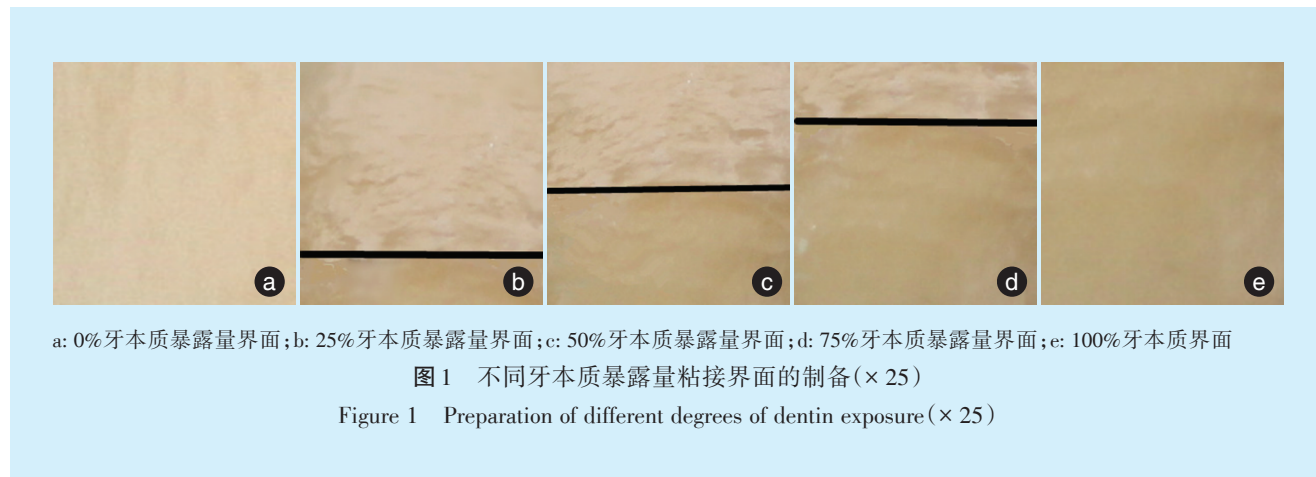 a
b
c
d
e
a: 0%牙本质暴露量界面;b: 25%牙本质暴露量界面;c: 50%牙本质暴露量界面;d: 75%牙本质暴露量界面;e: 100%牙本质界面
图1 不同牙本质暴露量粘接界面的制备(× 25)
Figure 1 Preparation of different degrees of dentin exposure(× 25)